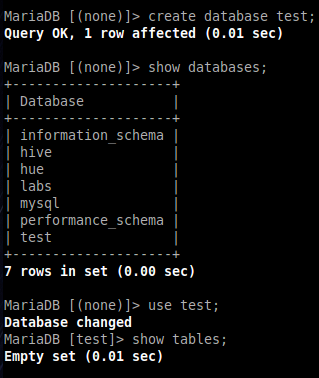 MariaDB [(none)]> create database test;
Query OK, 1 row affected (0.01 sec)
MariaDB [(none)]> show databases;
+--------------------+
| Database           |
+--------------------+
| information_schema |
| hive               |
| hue                |
| labs               |
| mysql              |
| performance_schema |
| test               |
+--------------------+
7 rows in set (0.00 sec)
MariaDB [(none)]> use test;
Database changed
MariaDB [test]> show tables;
Empty set (0.01 sec)